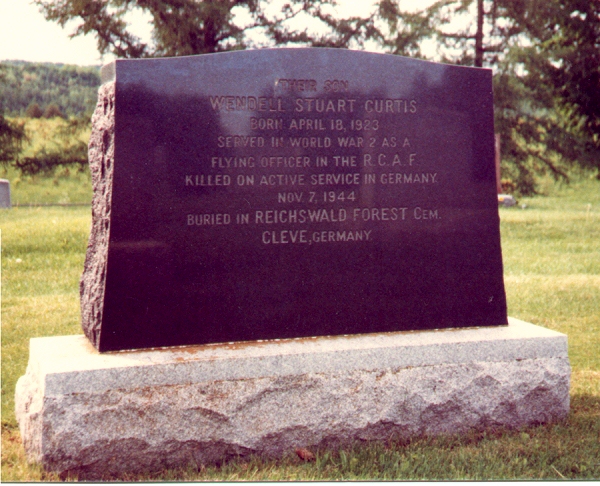 THEIR SON
WENDELL STUART CURTIS
BORN APRIL 18, 1923
SERVED IN WORLD WAR 2 AS A
FLYING OFFICER IN THE R.C.A.F.
KILLED ON ACTIVE SERVICE IN GERMANY.
NOV. 7, 1944
BURIED IN REICHSWALD FOREST CEM.
CLEVE, GERMANY.